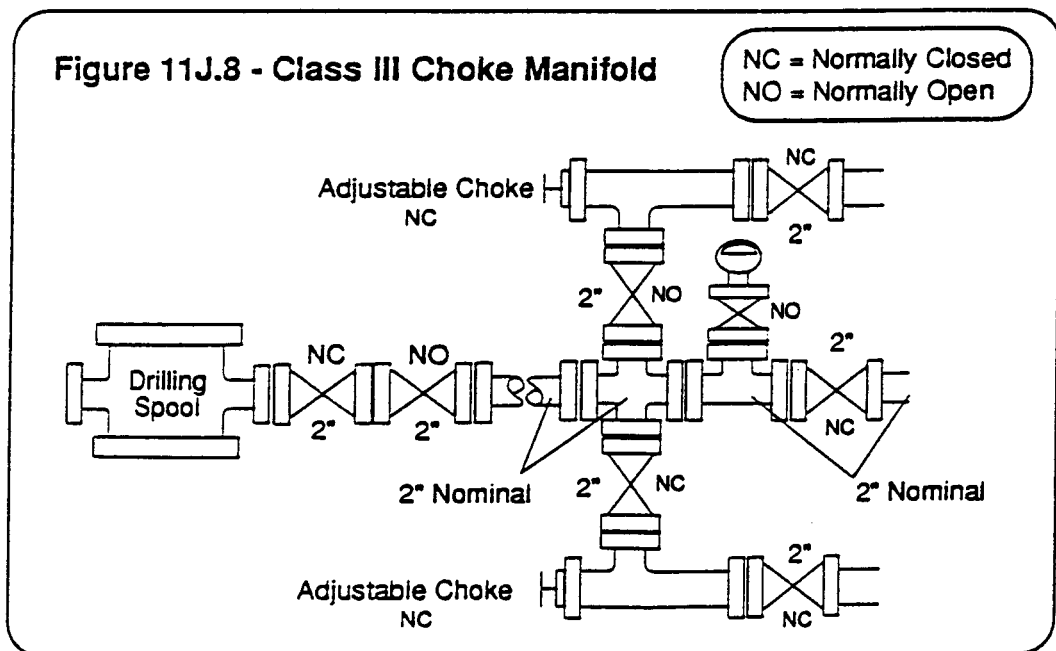 Figure 11J.8 - Class III Choke Manifold
NC = Normally Closed
NO = Normally Open
Adjustable Choke
NC
NC
2"
2"
NO
NO
Drilling
Spool
NC
NO
2"
2"
2"
NC
2" Nominal
2"
NC
2" Nominal
Adjustable Choke
NC
2"
NC